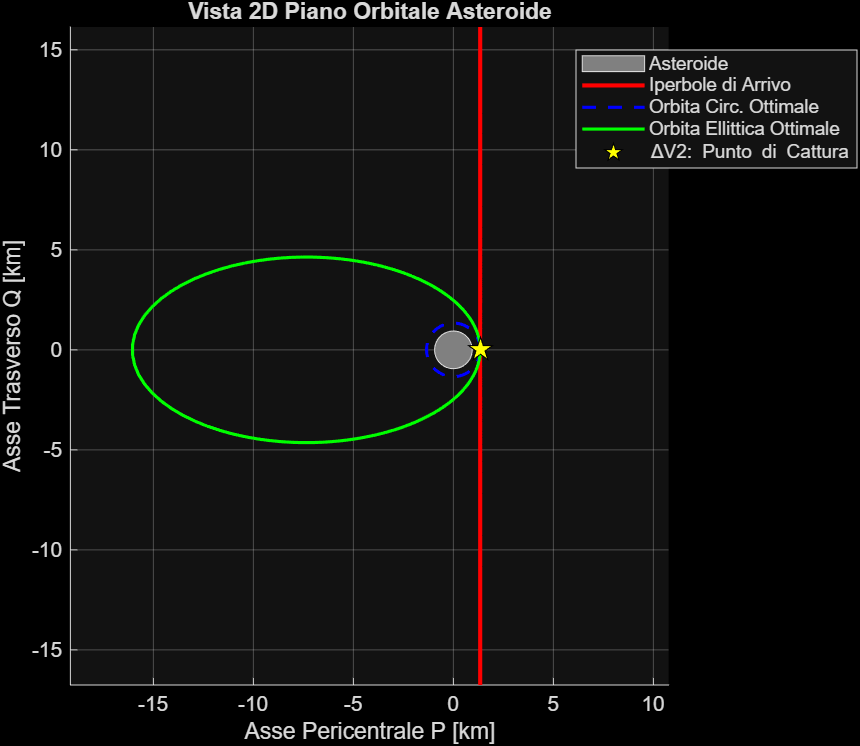 Vista 2D Piano Orbitale Asteroide
Asteroide
Iperbole di Arrivo
Orbita Circ. Ottimale
Orbita Ellittica Ottimale
ΔV2: Punto di Cattura
Asse Trasverso Q [km]
15
10
5
0
-5
-10
-15
-15 -10 -5 0 5 10
Asse Pericentrale P [km]